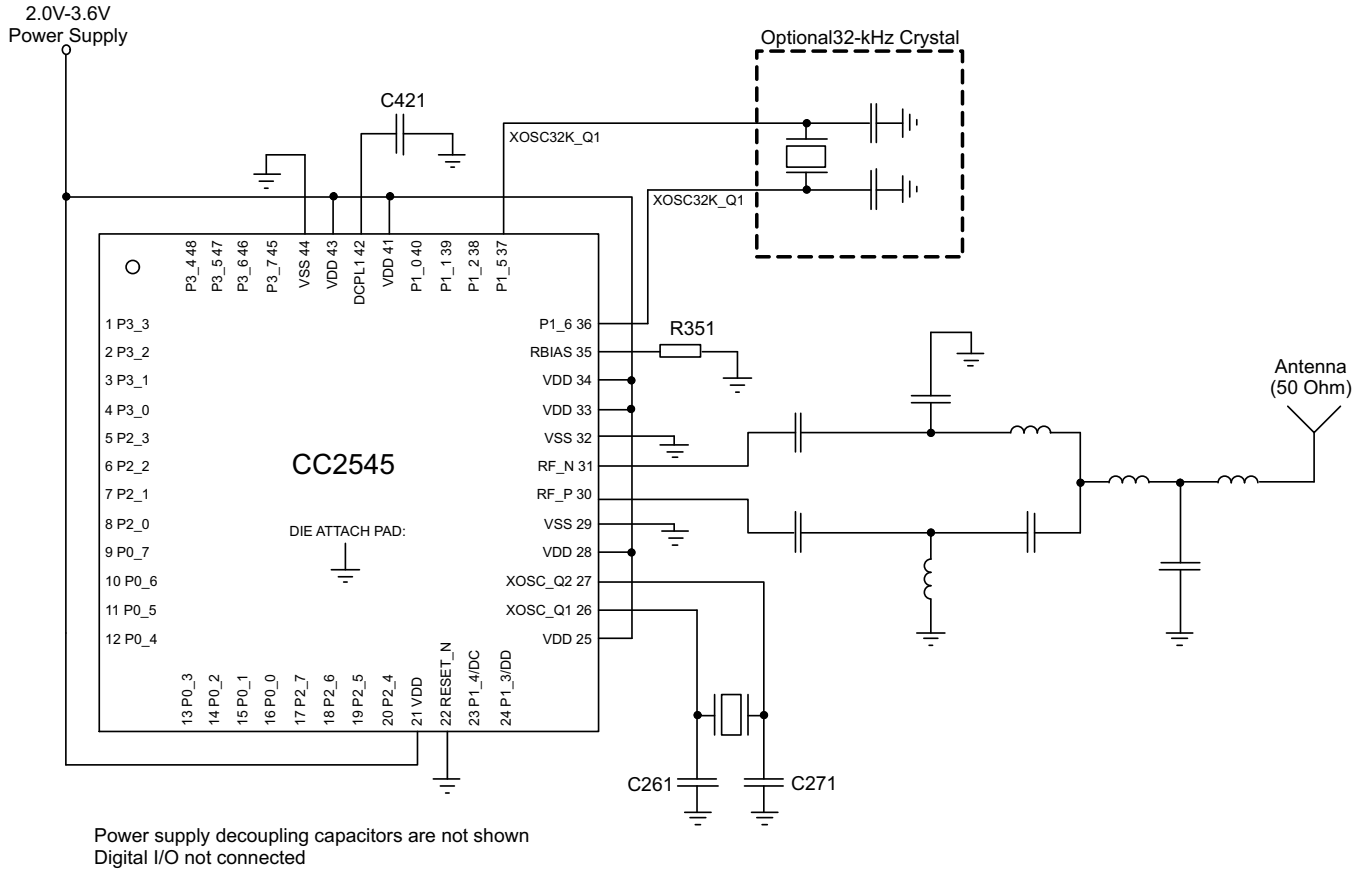 2.0V-3.6V
Power Supply
Optional32-kHz Crystal
C421
XOSC32K_Q1
XOSC32K_Q1
P3_4 48
P3_5 47
P3_6 46
P3_7 45
VSS 44
VDD 43
DCPL1 42
VDD 41
P1_0 40
P1_1 39
P1_2 38
P1_5 37
1 P3_3
2 P3_2
3 P3_1
4 P3_0
5 P2_3
6 P2_2
7 P2_1
8 P2_0
9 P0_7
10 P0_6
11 P0_5
12 P0_4
CC2545
DIE ATTACH PAD:
P1_6 36
RBIAS 35
VDD 34
VDD 33
VSS 32
RF_N 31
RF_P 30
VSS 29
VDD 28
XOSC_Q2 27
XOSC_Q1 26
VDD 25
R351
Antenna
(50 Ohm)
13 P0_3
14 P0_2
15 P0_1
16 P0_0
17 P2_7
18 P2_6
19 P2_5
20 P2_4
21 VDD
22 RESET_N
23 P1_4/DC
24 P1_3/DD
C261
C271
Power supply decoupling capacitors are not shown
Digital I/O not connected